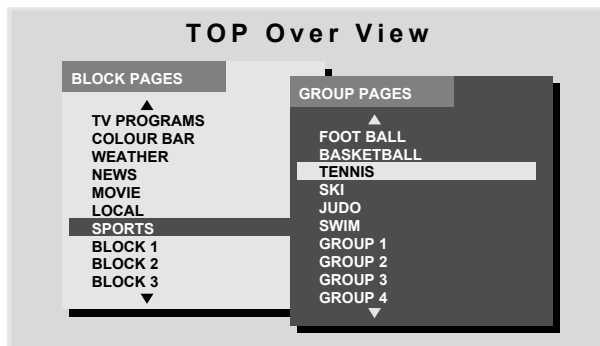 TOP Over View
BLOCK PAGES
TV PROGRAMS
COLOUR BAR
WEATHER
NEWS
MOVIE
LOCAL
SPORTS
BLOCK 1
BLOCK 2
BLOCK 3
GROUP PAGES
FOOT BALL
BASKETBALL
TENNIS
SKI
JUDO
SWIM
GROUP 1
GROUP 2
GROUP 3
GROUP 4